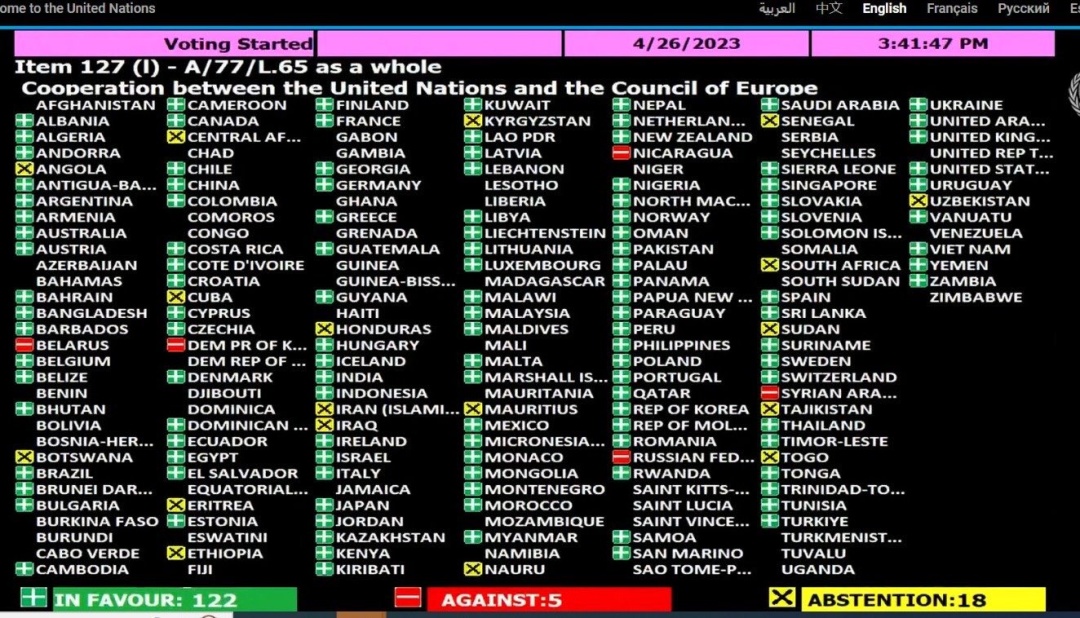 ome to the United Nations
العربية 中文 English Français Русский Es
Voting Started 4/26/2023 3:41:47 PM
Item 127 (l) - A/77/L.65 as a whole
Cooperation between the United Nations and the Council of Europe
AFGHANISTAN
ALBANIA
ALGERIA
ANDORRA
ANGOLA
ANTIGUA-BA...
ARGENTINA
ARMENIA
AUSTRALIA
AUSTRIA
AZERBAIJAN
BAHAMAS
BAHRAIN
BANGLADESH
BARBADOS
BELARUS
BELGIUM
BELIZE
BENIN
BHUTAN
BOLIVIA
BOSNIA-HER...
BOTSWANA
BRAZIL
BRUNEI DAR...
BULGARIA
BURKINA FASO
BURUNDI
CABO VERDE
CAMBODIA
CAMEROON
CANADA
CENTRAL AF...
CHAD
CHILE
CHINA
COLOMBIA
COMOROS
CONGO
COSTA RICA
COTE D'IVOIRE
CROATIA
CUBA
CYPRUS
CZECHIA
DEM PR OF K...
DEM REP OF ...
DENMARK
DJIBOUTI
DOMINICA
DOMINICAN ...
ECUADOR
EGYPT
EL SALVADOR
EQUATORIAL...
ERITREA
ESTONIA
ESWATINI
ETHIOPIA
FIJI
FINLAND
FRANCE
GABON
GAMBIA
GEORGIA
GERMANY
GHANA
GREECE
GRENADA
GUATEMALA
GUINEA
GUINEA-BISS...
GUYANA
HAITI
HONDURAS
HUNGARY
ICELAND
INDIA
INDONESIA
IRAN (ISLAMI...
IRAQ
IRELAND
ISRAEL
ITALY
JAMAICA
JAPAN
JORDAN
KAZAKHSTAN
KENYA
KIRIBATI
KUWAIT
KYRGYZSTAN
LAO PDR
LATVIA
LEBANON
LESOTHO
LIBERIA
LIBYA
LIECHTENSTEIN
LITHUANIA
LUXEMBOURG
MADAGASCAR
MALAWI
MALAYSIA
MALDIVES
MALI
MALTA
MARSHALL IS...
MAURITANIA
MAURITIUS
MEXICO
MICRONESIA...
MONACO
MONGOLIA
MONTENEGRO
MOROCCO
MOZAMBIQUE
MYANMAR
NAMIBIA
NAURU
NEPAL
NETHERLAN...
NEW ZEALAND
NICARAGUA
NIGER
NIGERIA
NORTH MAC...
NORWAY
OMAN
PAKISTAN
PALAU
PANAMA
PAPUA NEW ...
PARAGUAY
PERU
PHILIPPINES
POLAND
PORTUGAL
QATAR
REP OF KOREA
REP OF MOL...
ROMANIA
RUSSIAN FED...
RWANDA
SAINT KITTS-...
SAINT LUCIA
SAINT VINCE...
SAMOA
SAN MARINO
SAO TOME-P...
SAUDI ARABIA
SENEGAL
SERBIA
SEYCHELLES
SIERRA LEONE
SINGAPORE
SLOVAKIA
SLOVENIA
SOLOMON IS...
SOMALIA
SOUTH AFRICA
SOUTH SUDAN
SPAIN
SRI LANKA
SUDAN
SURINAME
SWEDEN
SWITZERLAND
SYRIAN ARA...
TAJIKISTAN
THAILAND
TIMOR-LESTE
TOGO
TONGA
TRINIDAD-TO...
TUNISIA
TURKIYE
TURKMENIST...
TUVALU
UGANDA
UKRAINE
UNITED ARA...
UNITED KING...
UNITED REP T...
UNITED STAT...
URUGUAY
UZBEKISTAN
VANUATU
VENEZUELA
VIET NAM
YEMEN
ZAMBIA
ZIMBABWE
IN FAVOUR: 122 AGAINST:5 ABSTENTION:18